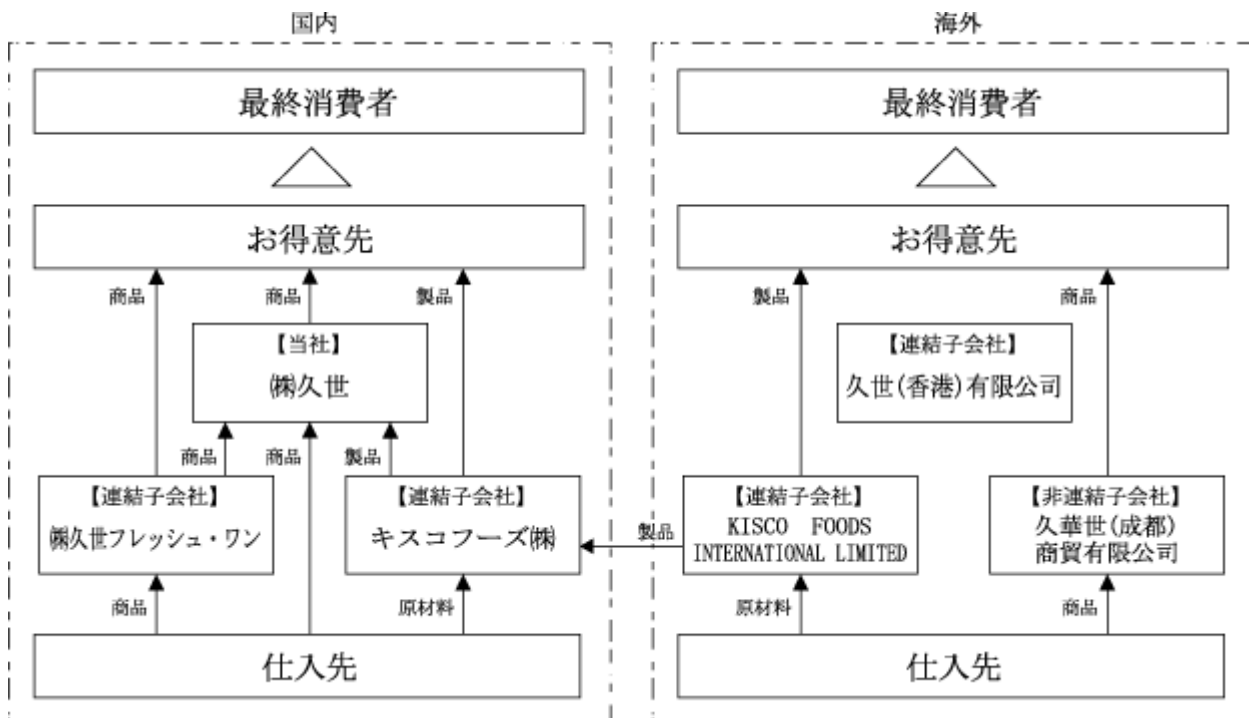 国内
最終消費者
お得意先
商品
商品
製品
【当社】
㈱久世
商品
商品
製品
【連結子会社】
㈱久世フレッシュ・ワン
【連結子会社】
キスコフーズ㈱
商品
原材料
仕入先
製品
海外
最終消費者
お得意先
製品
商品
【連結子会社】
久世(香港)有限公司
【連結子会社】
KISCO FOODS
INTERNATIONAL LIMITED
【非連結子会社】
久華世(成都)
商貿有限公司
原材料
商品
仕入先